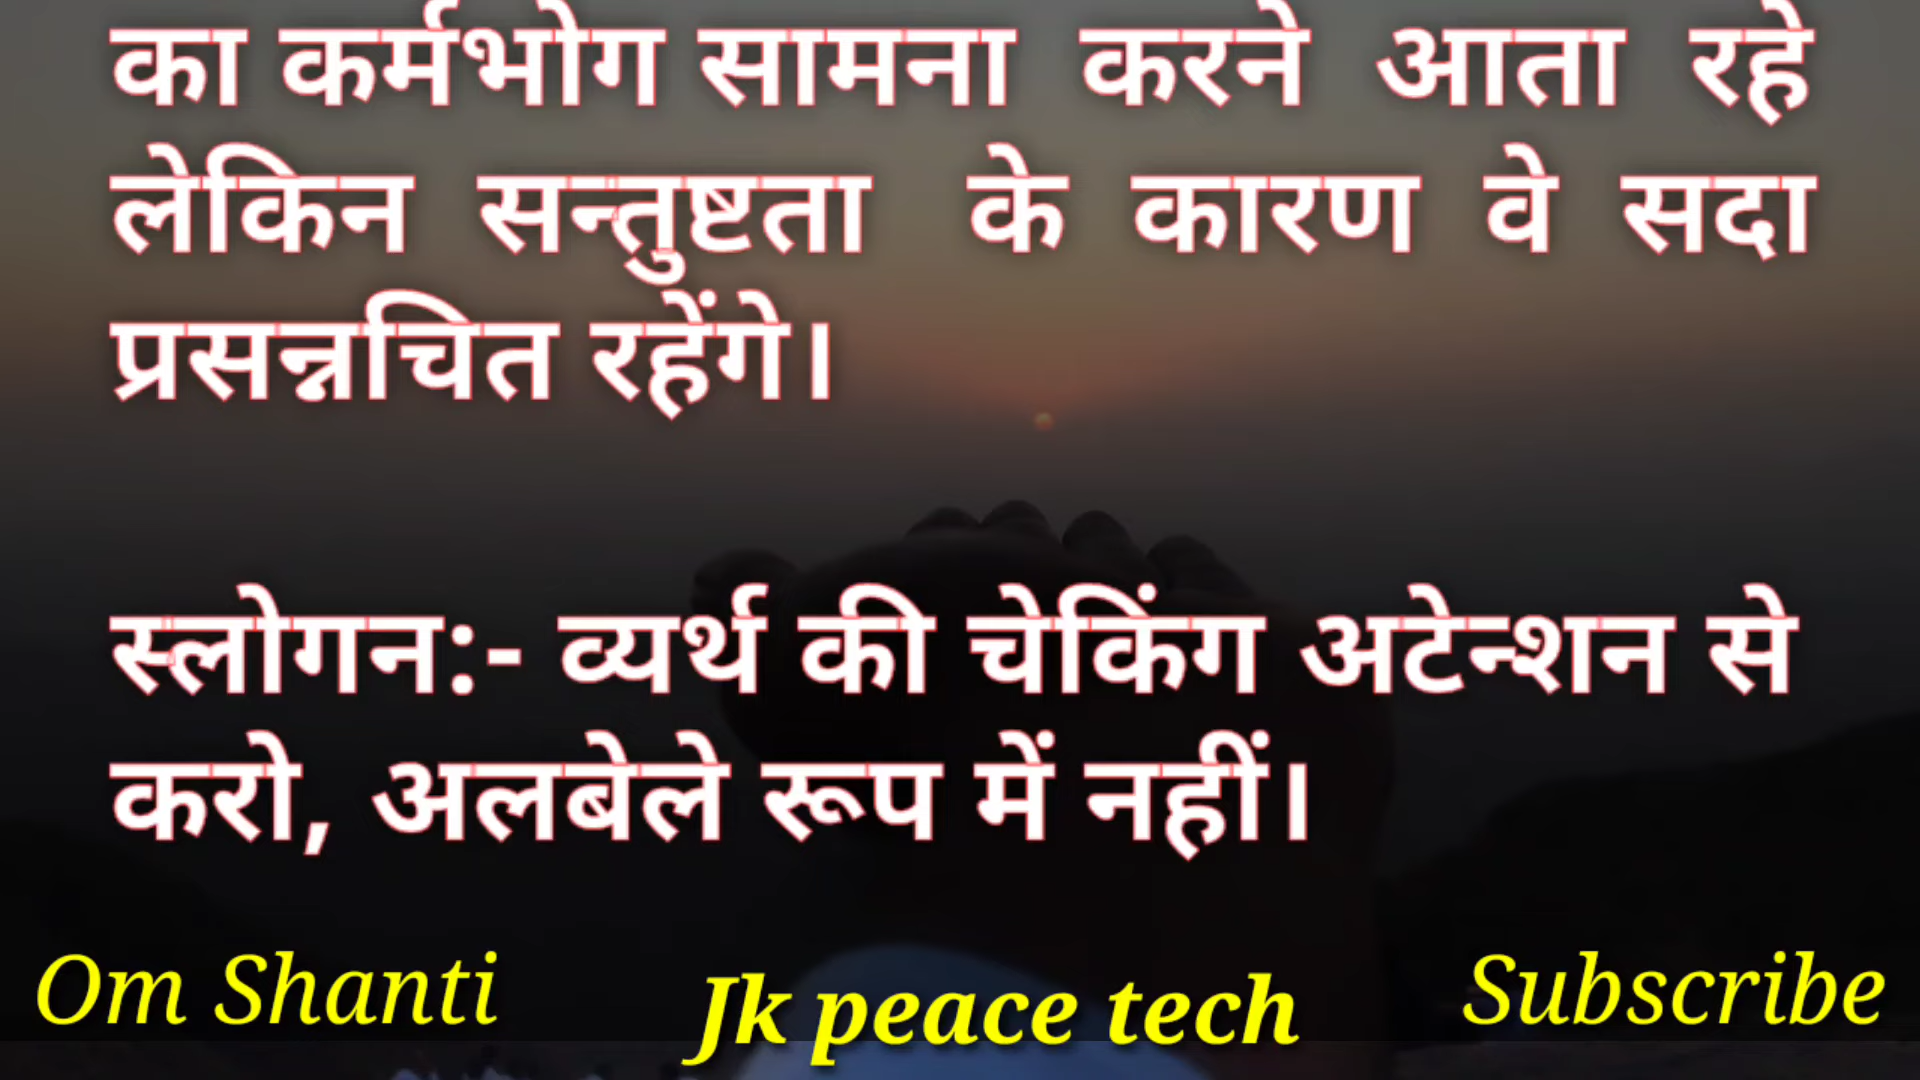 का कर्मभोग सामना करने आता रहे
लेकिन सन्तुष्टता के कारण वे सदा
प्रसन्नचित रहेंगे।
स्लोगन:- व्यर्थ की चेकिंग अटेन्शन से
करो, अलबेले रूप में नहीं।
Om Shanti
Jk peace tech
Subscribe